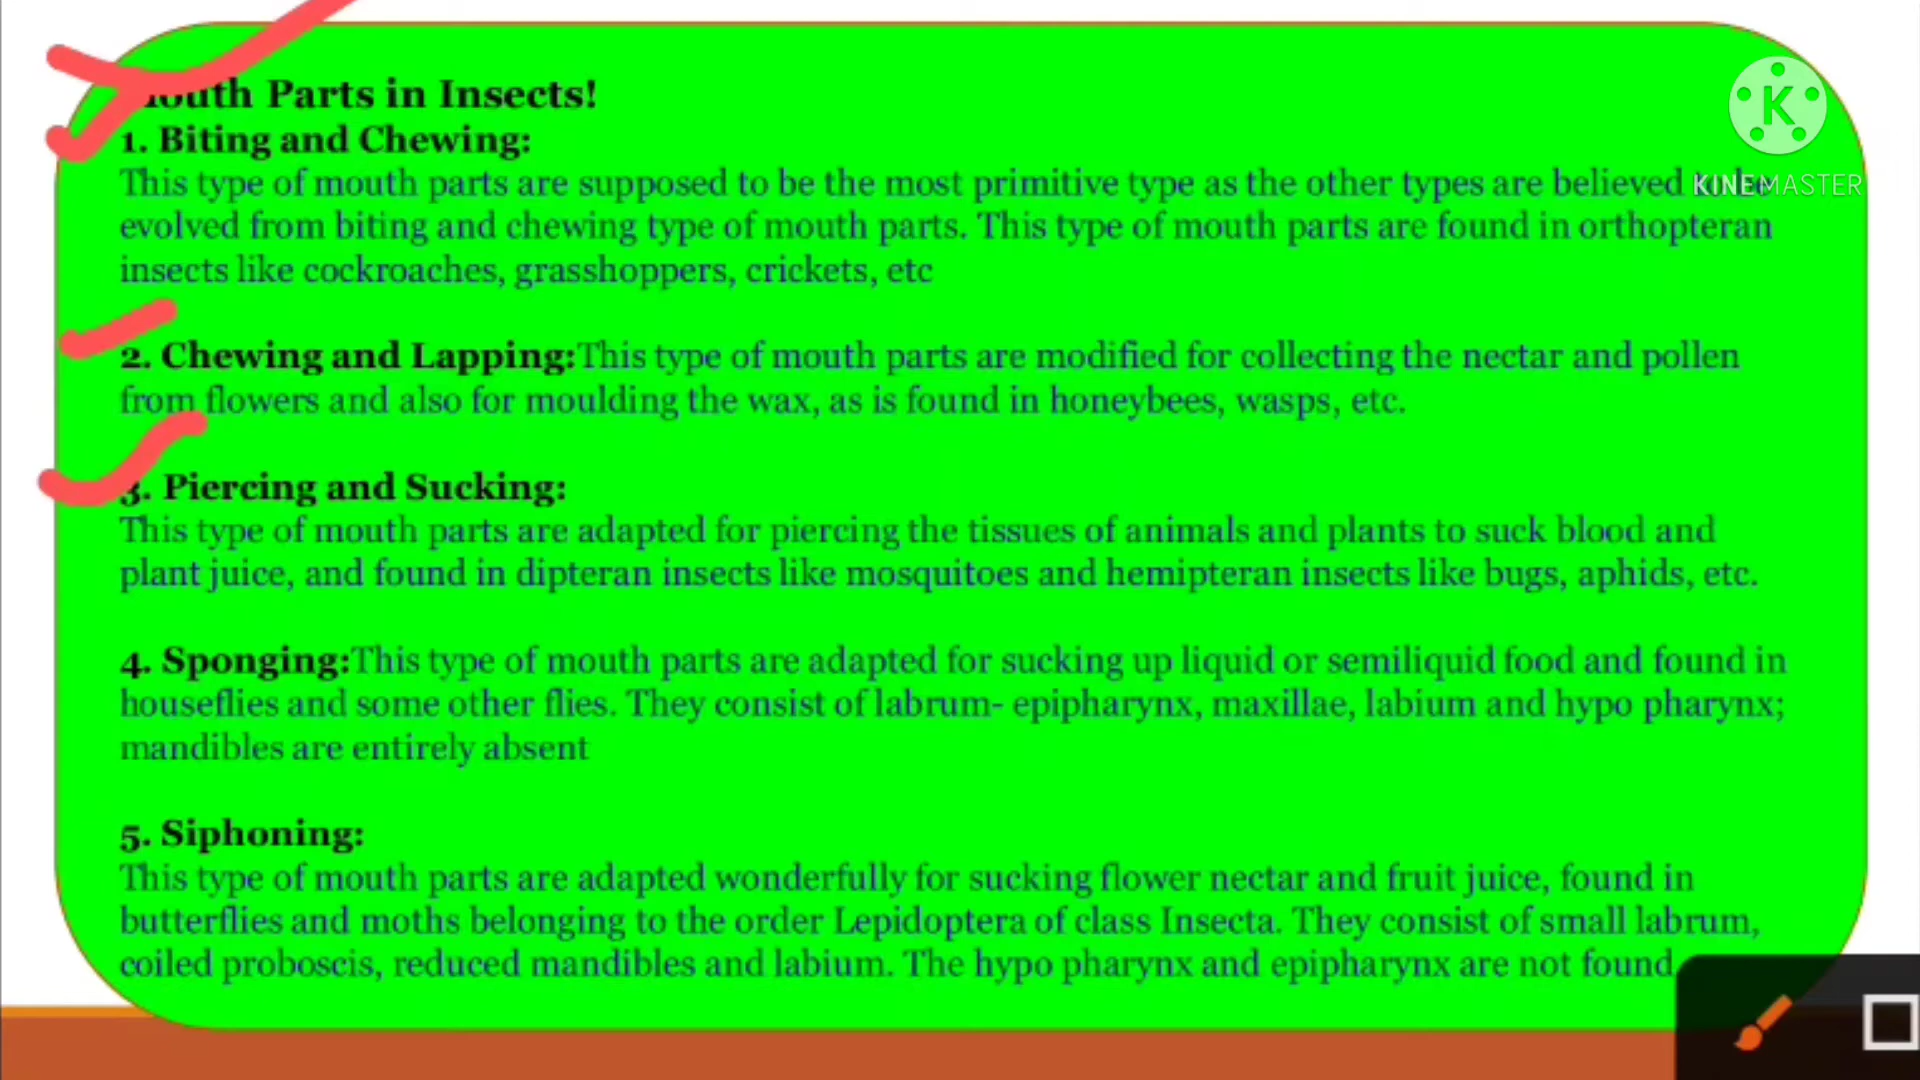 Mouth Parts in Insects!
1. Biting and Chewing:
This type of mouth parts are supposed to be the most primitive type as the other types are believed
evolved from biting and chewing type of mouth parts. This type of mouth parts are found in orthopteran
insects like cockroaches, grasshoppers, crickets, etc
2. Chewing and Lapping:This type of mouth parts are modified for collecting the nectar and pollen
from flowers and also for moulding the wax, as is found in honeybees, wasps, etc.
3. Piercing and Sucking:
This type of mouth parts are adapted for piercing the tissues of animals and plants to suck blood and
plant juice, and found in dipteran insects like mosquitoes and hemipteran insects like bugs, aphids, etc.
4. Sponging:This type of mouth parts are adapted for sucking up liquid or semiliquid food and found in
houseflies and some other flies. They consist of labrum- epipharynx, maxillae, labium and hypo pharynx;
mandibles are entirely absent
5. Siphoning:
This type of mouth parts are adapted wonderfully for sucking flower nectar and fruit juice, found in
butterflies and moths belonging to the order Lepidoptera of class Insecta. They consist of small labrum,
coiled proboscis, reduced mandibles and labium. The hypo pharynx and epipharynx are not found
K
KINEMASTER